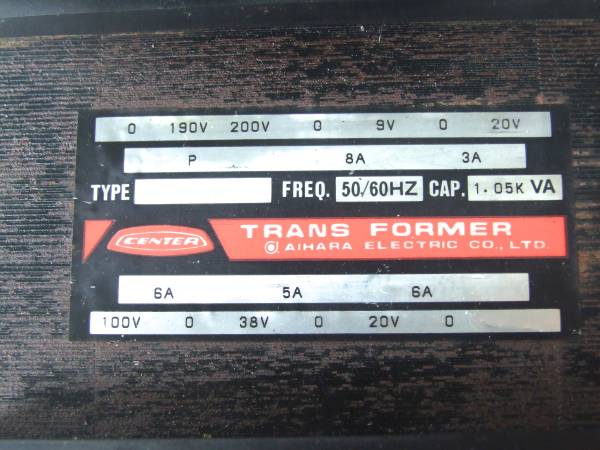 0 190V 200V 0 9V 0 20V
P 8A 3A
TYPE FREQ. 50/60HZ CAP. 1.05K VA
CENTER TRANS FORMER
AIHARA ELECTRIC CO., LTD.
6A 5A 6A
100V 0 38V 0 20V 0